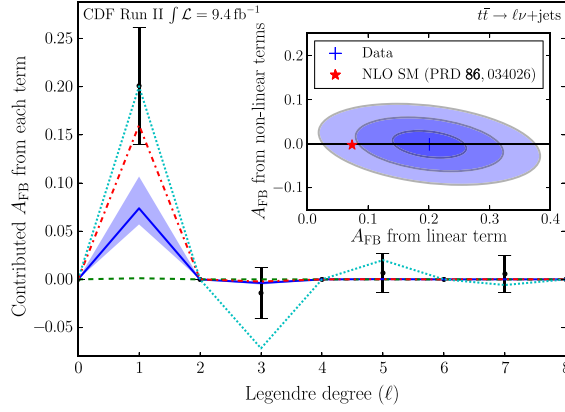 CDF Run II ∫ℒ = 9.4 fb⁻¹
tt̄ → ℓν+jets
Contributed A_FB from each term
0.25
0.20
0.15
0.10
0.05
0.00
−0.05
0 1 2 3 4 5 6 7 8
Legendre degree (ℓ)
A_FB from non-linear terms
0.2
0.1
0.0
−0.1
Data
NLO SM (PRD 86, 034026)
0.0 0.1 0.2 0.3 0.4
A_FB from linear term